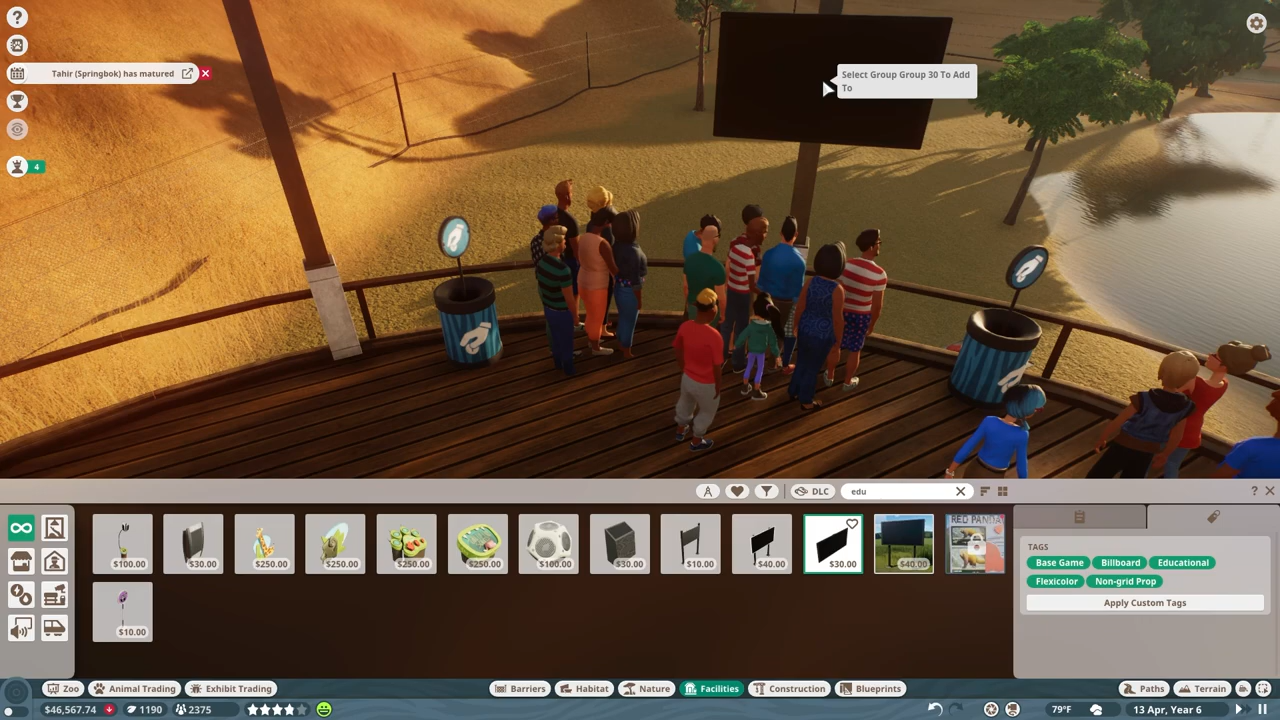 ?
Tahir (Springbok) has matured
4
Select Group Group 30 To Add
To
DLC
edu
?
$100.00
$30.00
$250.00
$250.00
$250.00
$250.00
$100.00
$30.00
$10.00
$40.00
$30.00
$40.00
RED PANDA
$10.00
TAGS
Base Game
Billboard
Educational
Flexicolor
Non-grid Prop
Apply Custom Tags
Zoo
Animal Trading
Exhibit Trading
Barriers
Habitat
Nature
Facilities
Construction
Blueprints
Paths
Terrain
$46,567.74
1190
2375
79°F
13 Apr, Year 6